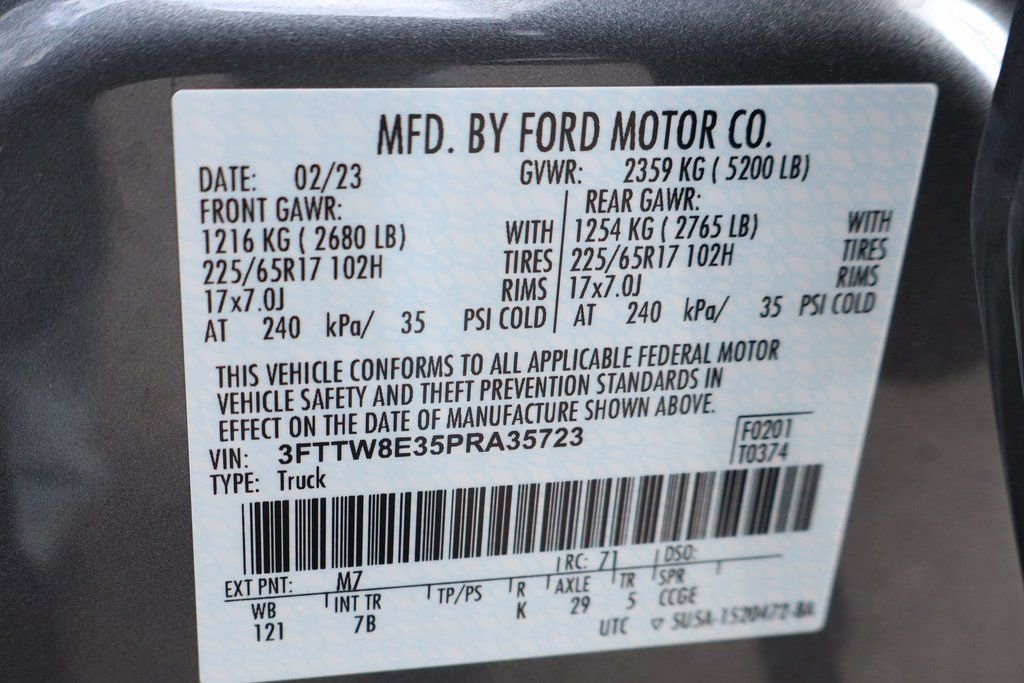 MFD. BY FORD MOTOR CO.
DATE: 02/23 GVWR: 2359 KG ( 5200 LB)
FRONT GAWR: REAR GAWR:
1216 KG ( 2680 LB) WITH 1254 KG ( 2765 LB) WITH
225/65R17 102H TIRES 225/65R17 102H TIRES
17x7.0J RIMS 17x7.0J RIMS
AT 240 kPa/ 35 PSI COLD AT 240 kPa/ 35 PSI COLD
THIS VEHICLE CONFORMS TO ALL APPLICABLE FEDERAL MOTOR
VEHICLE SAFETY AND THEFT PREVENTION STANDARDS IN
EFFECT ON THE DATE OF MANUFACTURE SHOWN ABOVE.
VIN: 3FTTW8E35PRA35723 F0201
TYPE: Truck T0374
EXT PNT: M7 RC: 71 DSO:
WB INT TR TP/PS R AXLE TR SPR
121 7B K 29 5 CCGE
UTC ▽ SU5A-1520472-BA